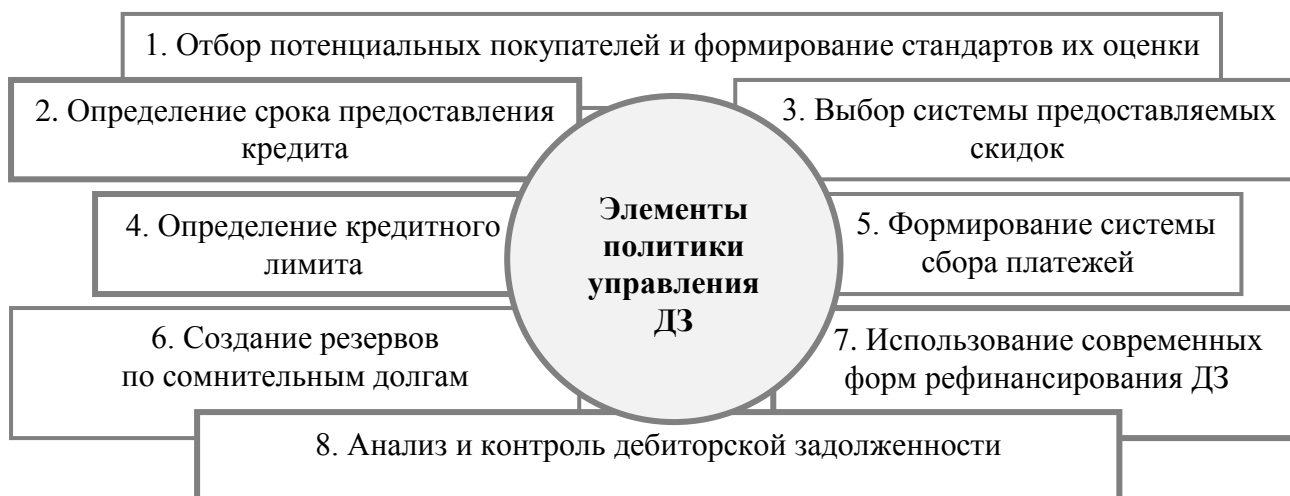 1. Отбор потенциальных покупателей и формирование стандартов их оценки
2. Определение срока предоставления
кредита
3. Выбор системы предоставляемых
скидок
Элементы
политики
управления
ДЗ
4. Определение кредитного
лимита
5. Формирование системы
сбора платежей
6. Создание резервов
по сомнительным долгам
7. Использование современных
форм рефинансирования ДЗ
8. Анализ и контроль дебиторской задолженности